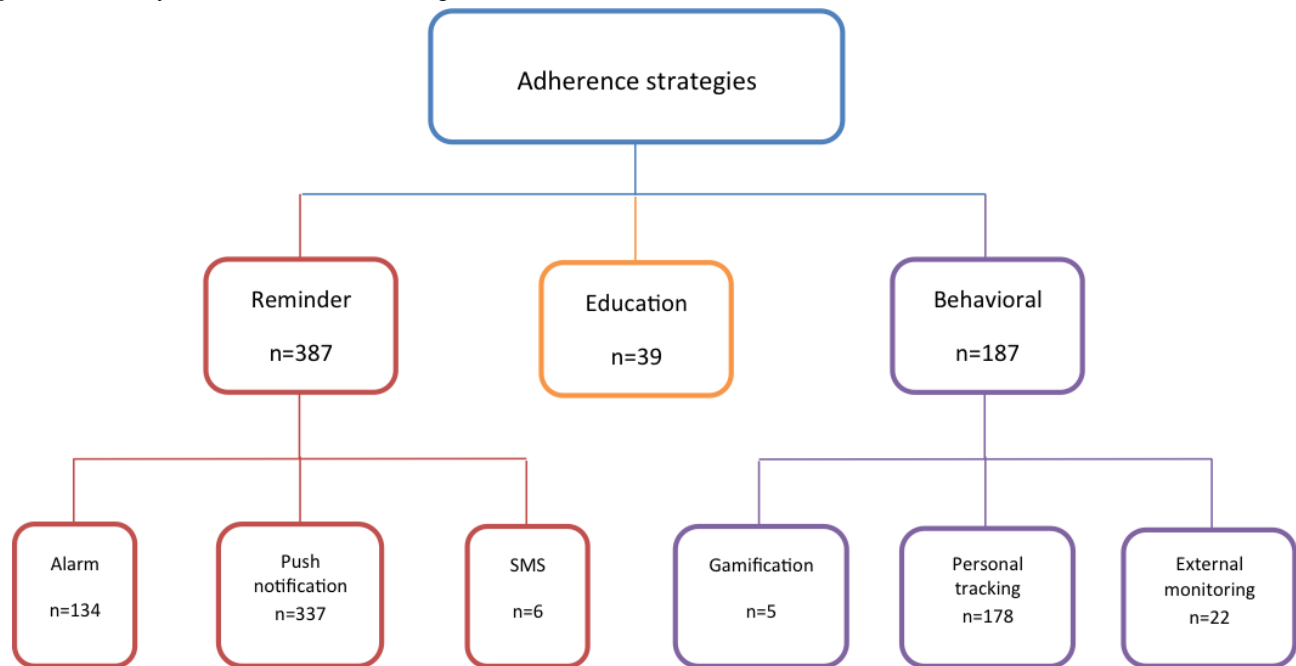 Adherence strategies
Reminder
n=387
Education
n=39
Behavioral
n=187
Alarm
n=134
Push
notification
n=337
SMS
n=6
Gamification
n=5
Personal
tracking
n=178
External
monitoring
n=22